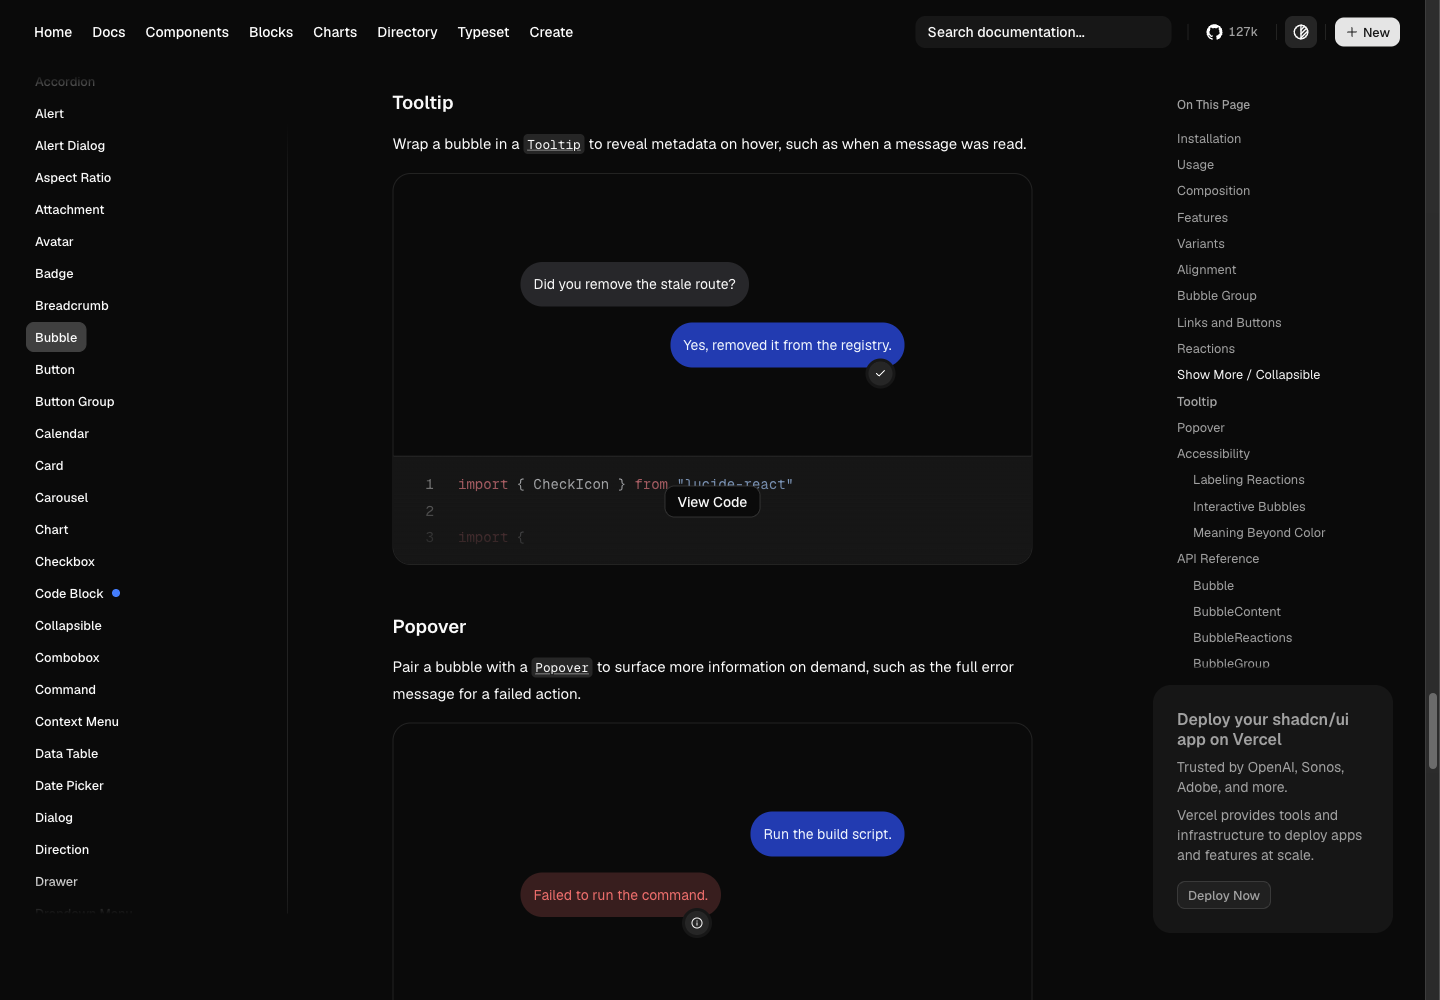 Home Docs Components Blocks Charts Directory Typeset Create
Search documentation...
127k
New
Accordion
Alert
Alert Dialog
Aspect Ratio
Attachment
Avatar
Badge
Breadcrumb
Bubble
Button
Button Group
Calendar
Card
Carousel
Chart
Checkbox
Code Block
Collapsible
Combobox
Command
Context Menu
Data Table
Date Picker
Dialog
Direction
Drawer
Dropdown Menu
Tooltip
Wrap a bubble in a Tooltip to reveal metadata on hover, such as when a message was read.
Did you remove the stale route?
Yes, removed it from the registry.
1 import { CheckIcon } from "lucide-react"
2
3 import {
View Code
Popover
Pair a bubble with a Popover to surface more information on demand, such as the full error
message for a failed action.
Run the build script.
Failed to run the command.
On This Page
Installation
Usage
Composition
Features
Variants
Alignment
Bubble Group
Links and Buttons
Reactions
Show More / Collapsible
Tooltip
Popover
Accessibility
Labeling Reactions
Interactive Bubbles
Meaning Beyond Color
API Reference
Bubble
BubbleContent
BubbleReactions
BubbleGroup
Deploy your shadcn/ui
app on Vercel
Trusted by OpenAI, Sonos,
Adobe, and more.
Vercel provides tools and
infrastructure to deploy apps
and features at scale.
Deploy Now